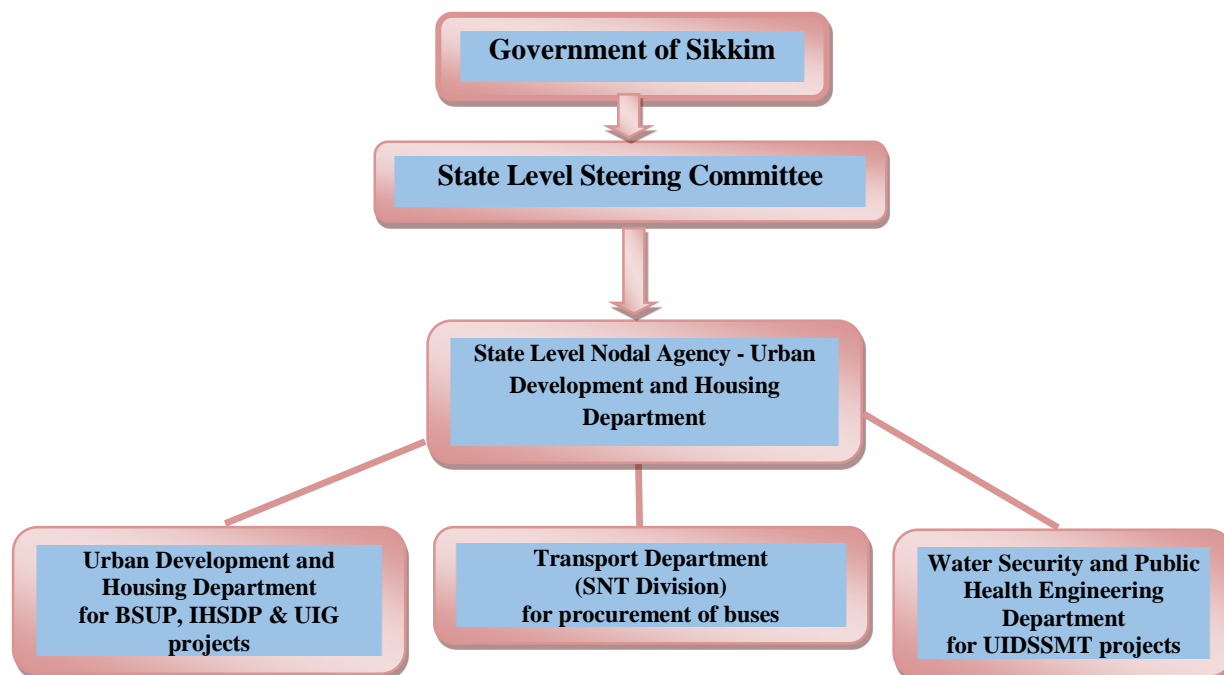 Government of Sikkim
State Level Steering Committee
State Level Nodal Agency - Urban
Development and Housing
Department
Urban Development and
Housing Department
for BSUP, IHSDP & UIG
projects
Transport Department
(SNT Division)
for procurement of buses
Water Security and Public
Health Engineering
Department
for UIDSSMT projects